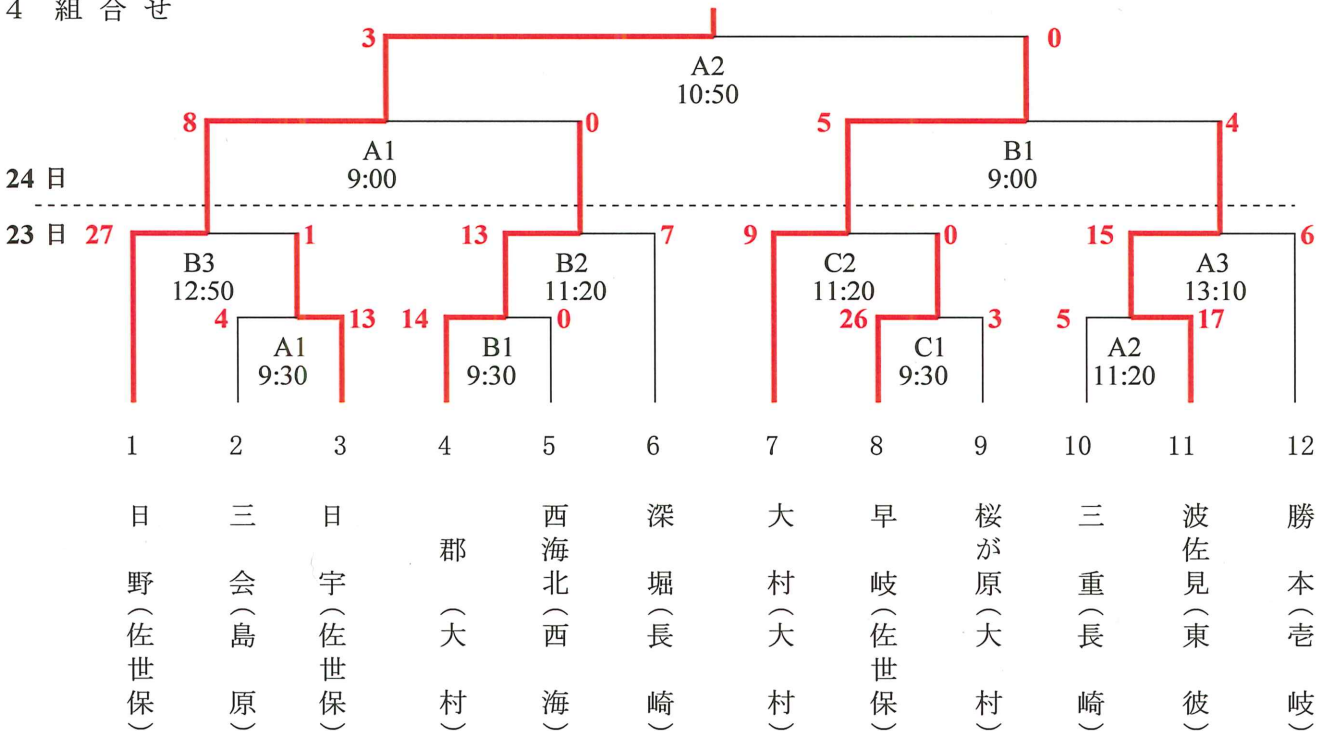 4 組合せ
3 0
A2
10:50
8 0 5 4
A1 B1
9:00 9:00
24 日
23 日 27 1 13 7 9 0 15 6
B3 B2 C2 A3
12:50 11:20 11:20 13:10
4 13 14 0 26 3 5 17
A1 B1 C1 A2
9:30 9:30 9:30 11:20
1 2 3 4 5 6 7 8 9 10 11 12
日野(佐世保)
三会(島原)
日宇(佐世保)
郡(大村)
西海北(西海)
深堀(長崎)
大村(大村)
早岐(佐世保)
桜が原(大村)
三重(長崎)
波佐見(東彼)
勝本(壱岐)